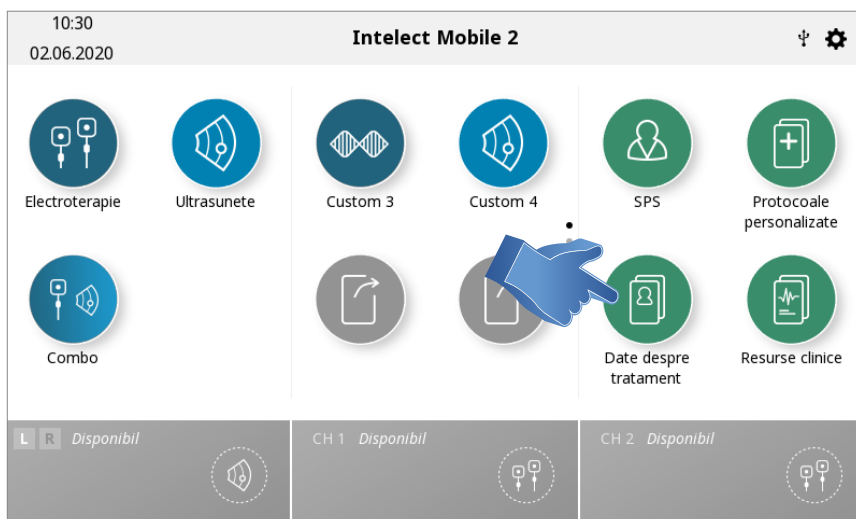 10:30
02.06.2020
Intelect Mobile 2
Electroterapie
Ultrasunete
Custom 3
Custom 4
SPS
Protocoale
personalizate
Combo
Date despre
tratament
Resurse clinice
L R Disponibil
CH 1 Disponibil
CH 2 Disponibil